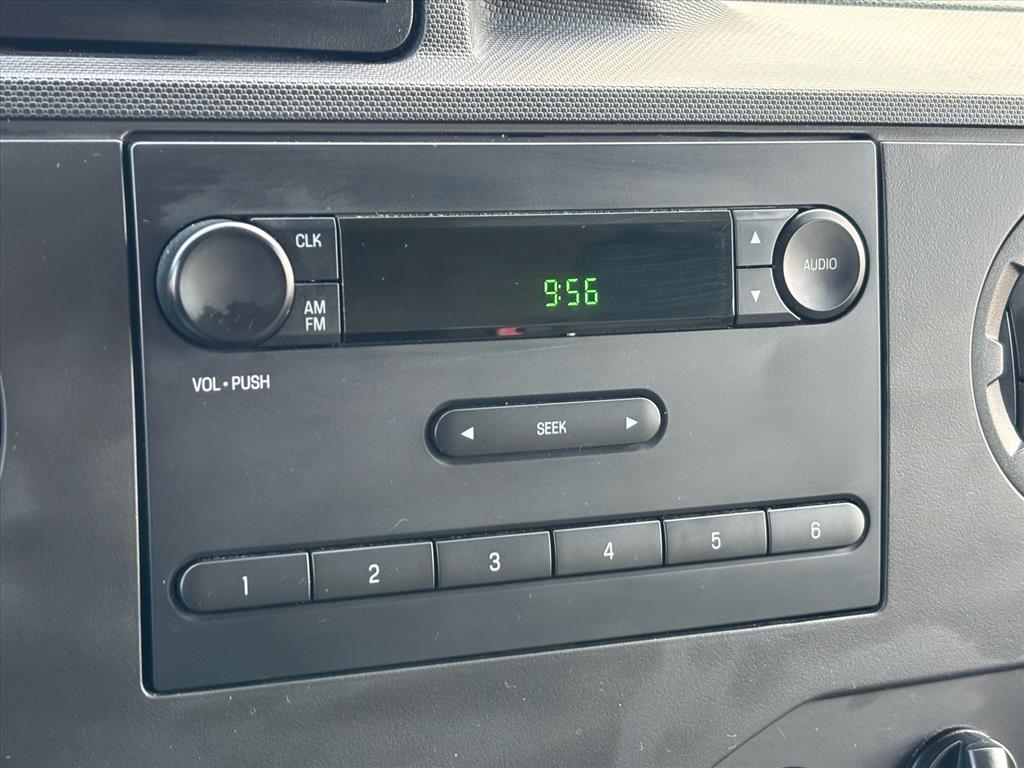 CLK
AM
FM
9:56
▲
▼
AUDIO
VOL • PUSH
◄ SEEK ►
1 2 3 4 5 6